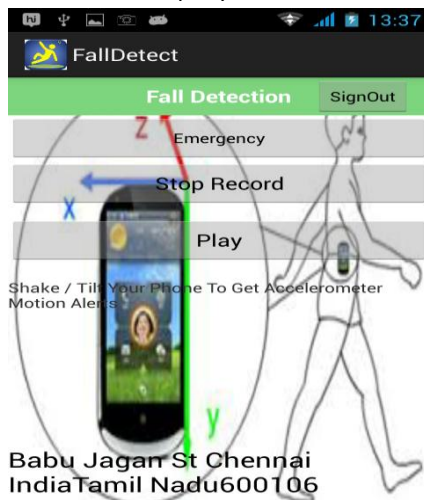 13:37
FallDetect
Fall Detection SignOut
Emergency
Z
Stop Record
X
Play
Shake / Tilt Your Phone To Get Accelerometer
Motion Alerts
y
Babu Jagan St Chennai
IndiaTamil Nadu600106